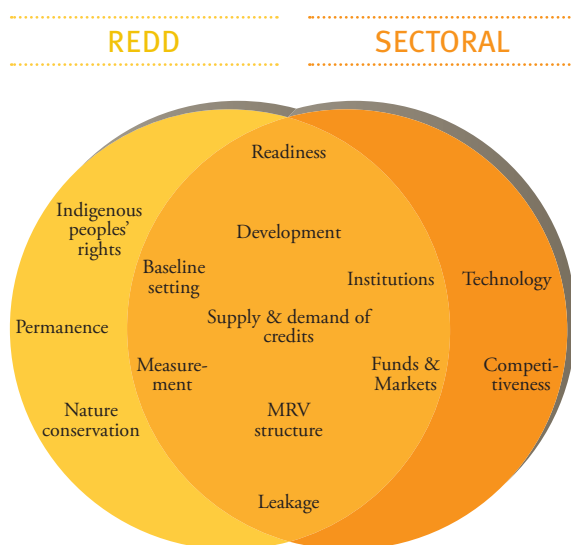 REDD
SECTORAL
Readiness
Indigenous
peoples’
rights
Development
Baseline
setting
Institutions
Technology
Permanence
Supply & demand of
credits
Measure-
ment
Funds &
Markets
Competi-
tiveness
Nature
conservation
MRV
structure
Leakage